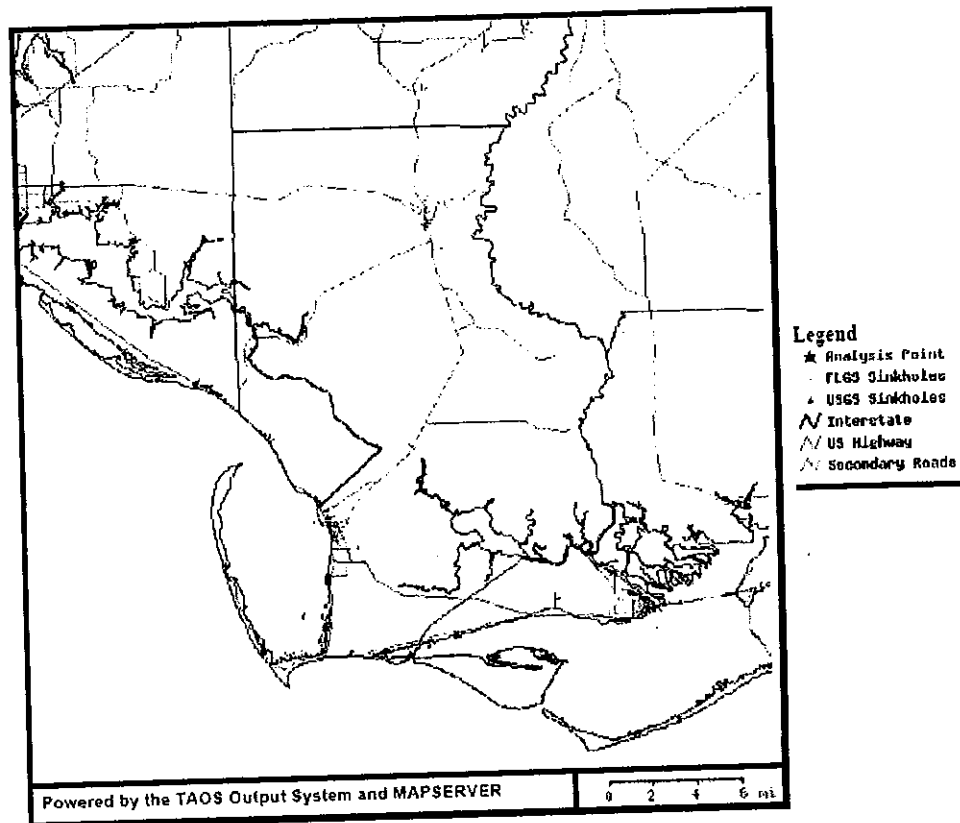 Legend
Analysis Point
FLGS Sinkholes
USGS Sinkholes
Interstate
US Highway
Secondary Roads
Powered by the TAOS Output System and MAPSERVER
0 2 4 6 mi